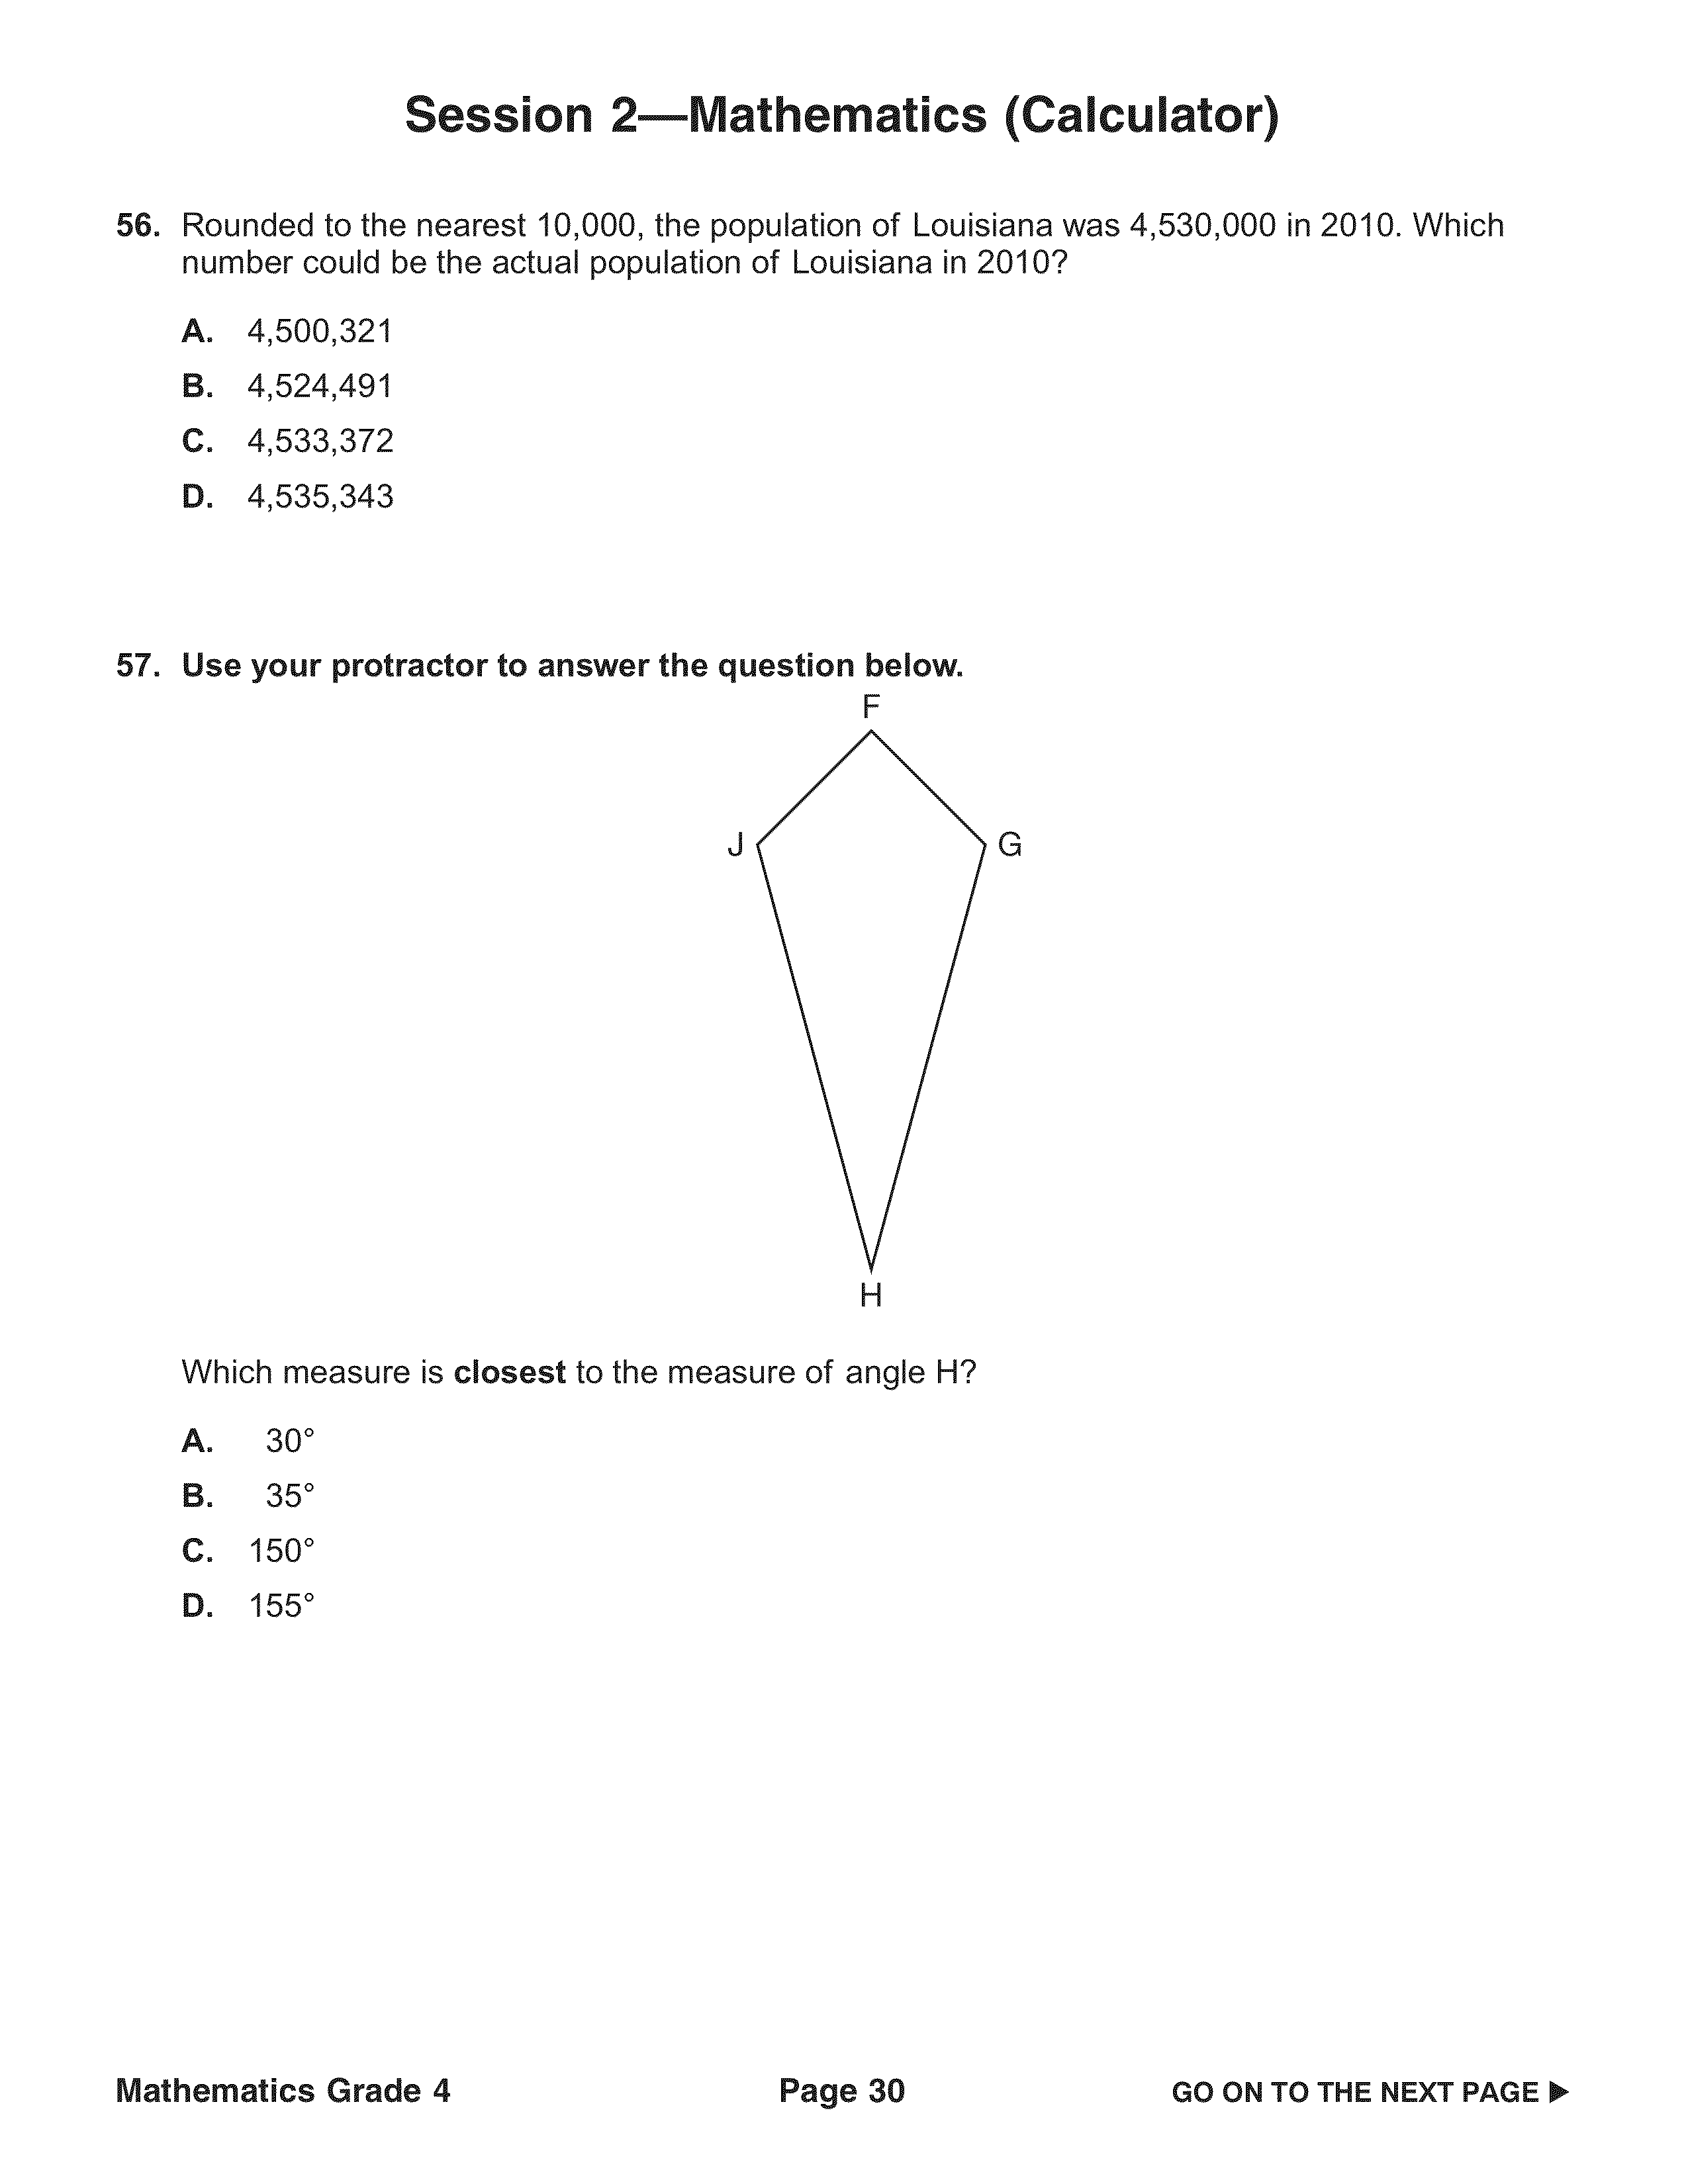 Session 2—Mathematics (Calculator)
56. Rounded to the nearest 10,000, the population of Louisiana was 4,530,000 in 2010. Which
number could be the actual population of Louisiana in 2010?
A. 4,500,321
B. 4,524,491
C. 4,533,372
D. 4,535,343
57. Use your protractor to answer the question below.
F
J
G
H
Which measure is closest to the measure of angle H?
A. 30°
B. 35°
C. 150°
D. 155°
Mathematics Grade 4
Page 30
GO ON TO THE NEXT PAGE ►